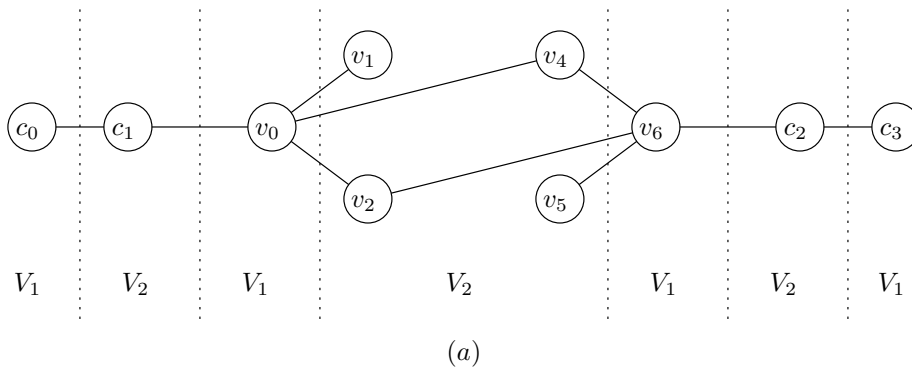 v₁ v₄
c₀ c₁ v₀ v₆ c₂ c₃
v₂ v₅
V₁ V₂ V₁ V₂ V₁ V₂ V₁
(a)